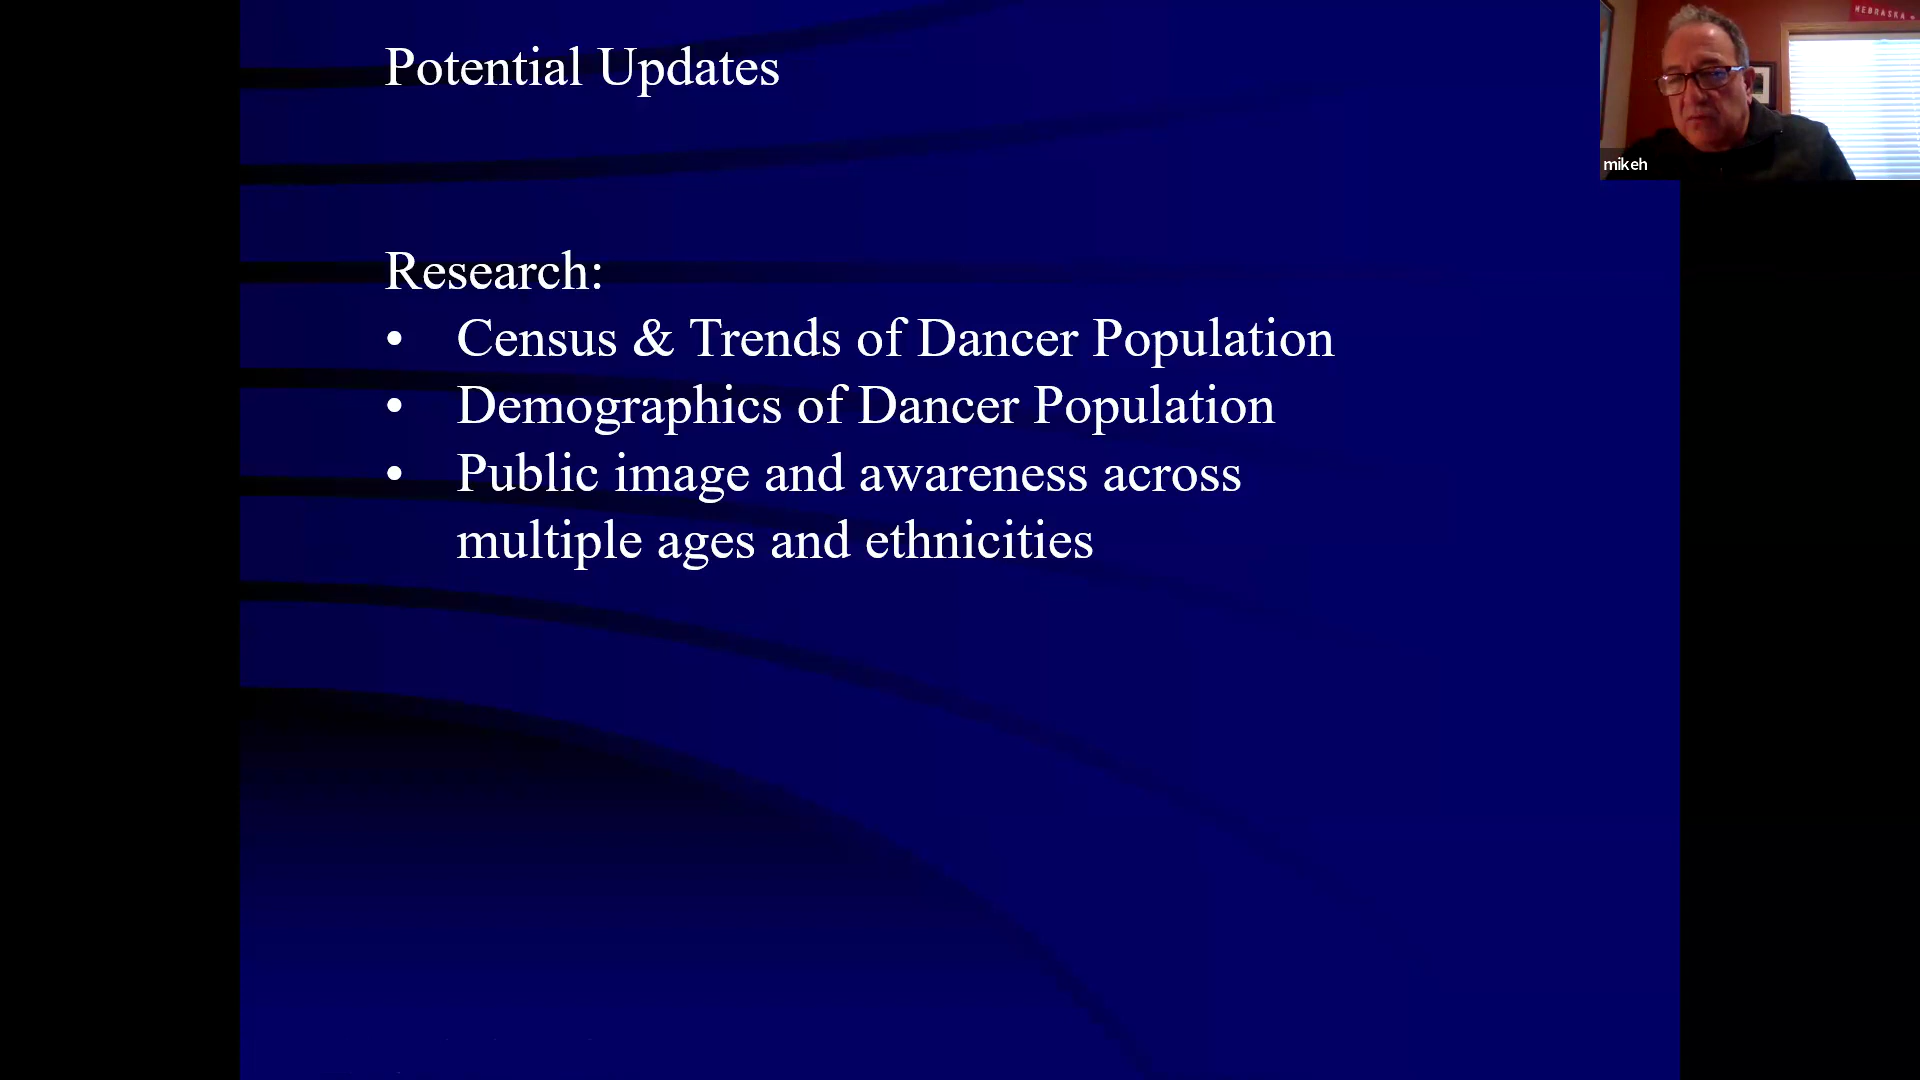 Potential Updates
Research:
• Census & Trends of Dancer Population
• Demographics of Dancer Population
• Public image and awareness across
multiple ages and ethnicities
NEBRASKA
mikeh